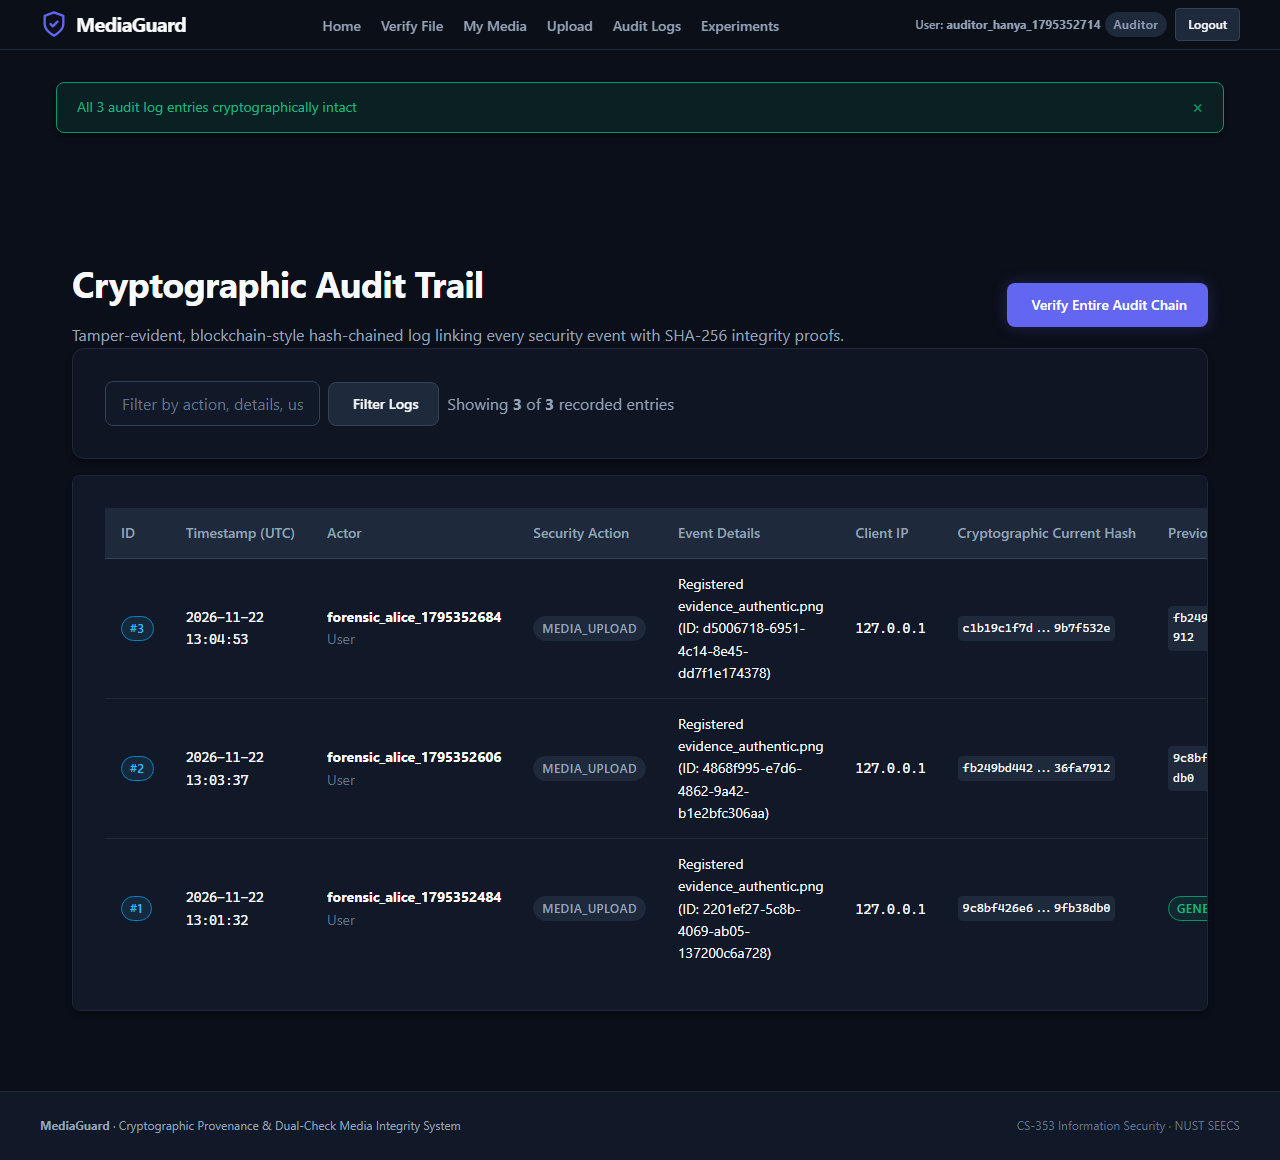 MediaGuard
Home Verify File My Media Upload Audit Logs Experiments
User: auditor_hanya_1795352714 Auditor Logout
All 3 audit log entries cryptographically intact ×
Cryptographic Audit Trail
Verify Entire Audit Chain
Tamper-evident, blockchain-style hash-chained log linking every security event with SHA-256 integrity proofs.
Filter by action, details, us Filter Logs Showing 3 of 3 recorded entries
ID Timestamp (UTC) Actor Security Action Event Details Client IP Cryptographic Current Hash Previo
#3
2026-11-22
13:04:53
forensic_alice_1795352684
User
MEDIA_UPLOAD
Registered
evidence_authentic.png
(ID: d5006718-6951-
4c14-8e45-
dd7f1e174378)
127.0.0.1
c1b19c1f7d ... 9b7f532e
fb249
912
#2
2026-11-22
13:03:37
forensic_alice_1795352606
User
MEDIA_UPLOAD
Registered
evidence_authentic.png
(ID: 4868f995-e7d6-
4862-9a42-
b1e2bfc306aa)
127.0.0.1
fb249bd442 ... 36fa7912
9c8bf
db0
#1
2026-11-22
13:01:32
forensic_alice_1795352484
User
MEDIA_UPLOAD
Registered
evidence_authentic.png
(ID: 2201ef27-5c8b-
4069-ab05-
137200c6a728)
127.0.0.1
9c8bf426e6 ... 9fb38db0
GENE
MediaGuard · Cryptographic Provenance & Dual-Check Media Integrity System
CS-353 Information Security · NUST SEECS